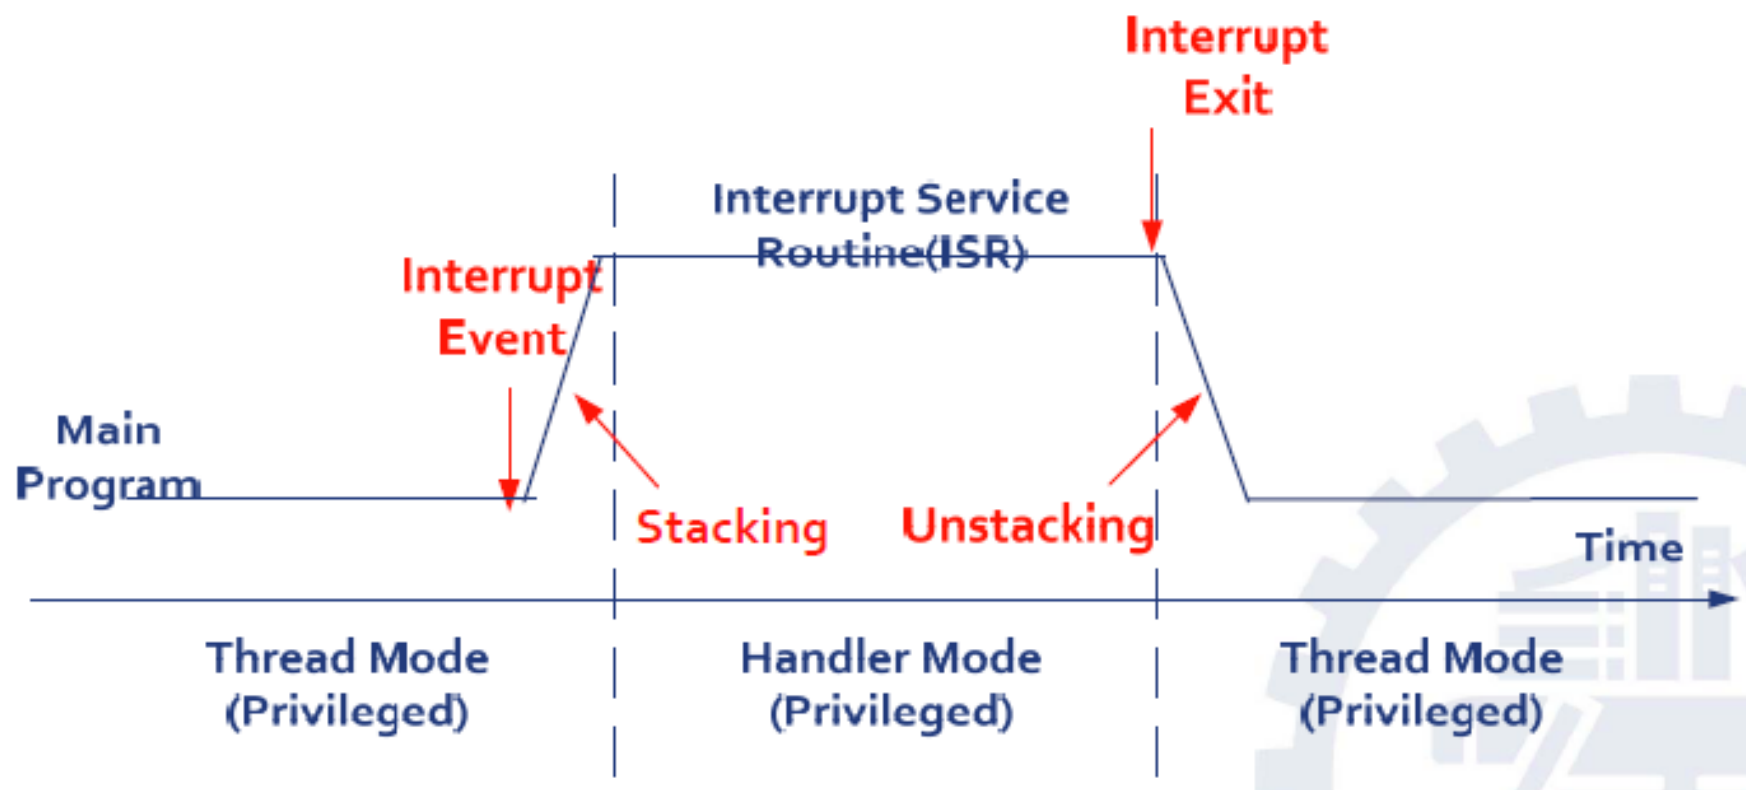 Interrupt
Exit
Interrupt Service
Routine(ISR)
Interrupt
Event
Main
Program
Stacking
Unstacking
Time
Thread Mode
(Privileged)
Handler Mode
(Privileged)
Thread Mode
(Privileged)